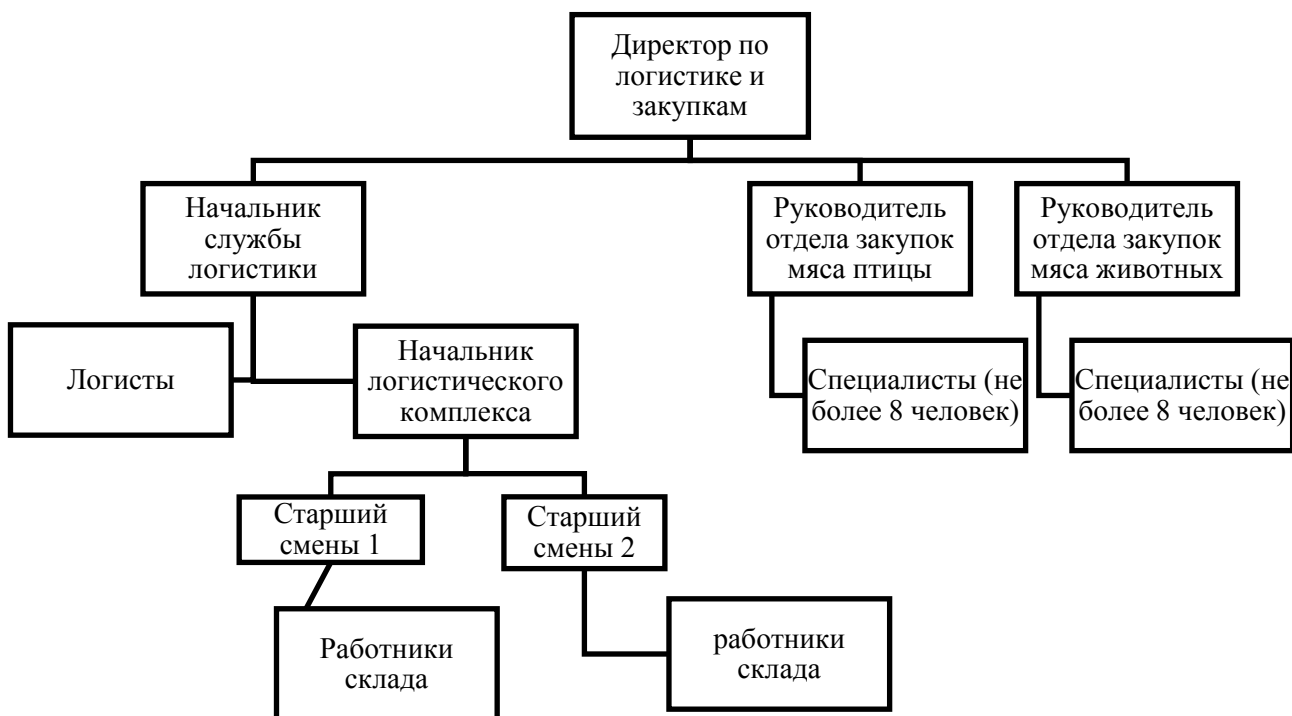 Директор по
логистике и
закупкам
Начальник
службы
логистики
Руководитель
отдела закупок
мяса птицы
Руководитель
отдела закупок
мяса животных
Логисты
Начальник
логистического
комплекса
Специалисты (не
более 8 человек)
Специалисты (не
более 8 человек)
Старший
смены 1
Старший
смены 2
Работники
склада
работники
склада